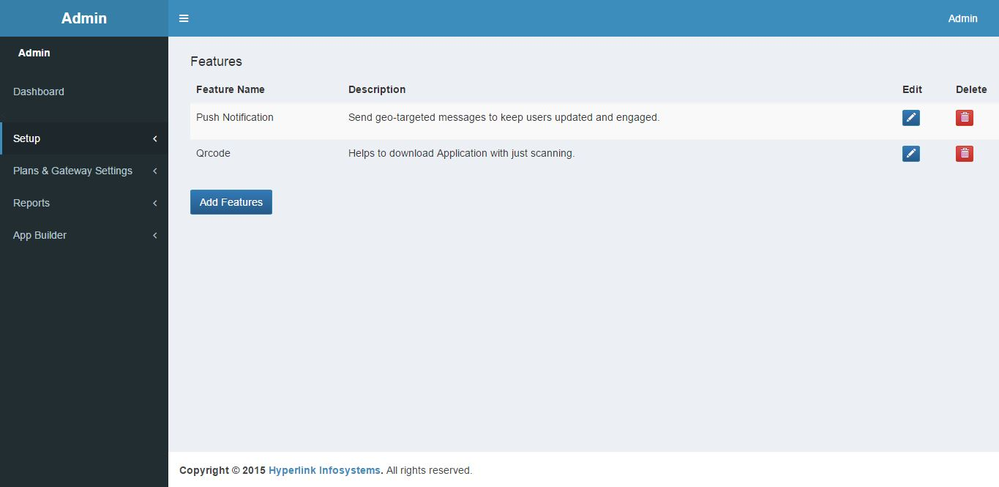 Admin
Admin
Admin
Dashboard
Setup
Plans & Gateway Settings
Reports
App Builder
Features
Feature Name Description Edit Delete
Push Notification Send geo-targeted messages to keep users updated and engaged.
Qrcode Helps to download Application with just scanning.
Add Features
Copyright © 2015 Hyperlink Infosystems. All rights reserved.